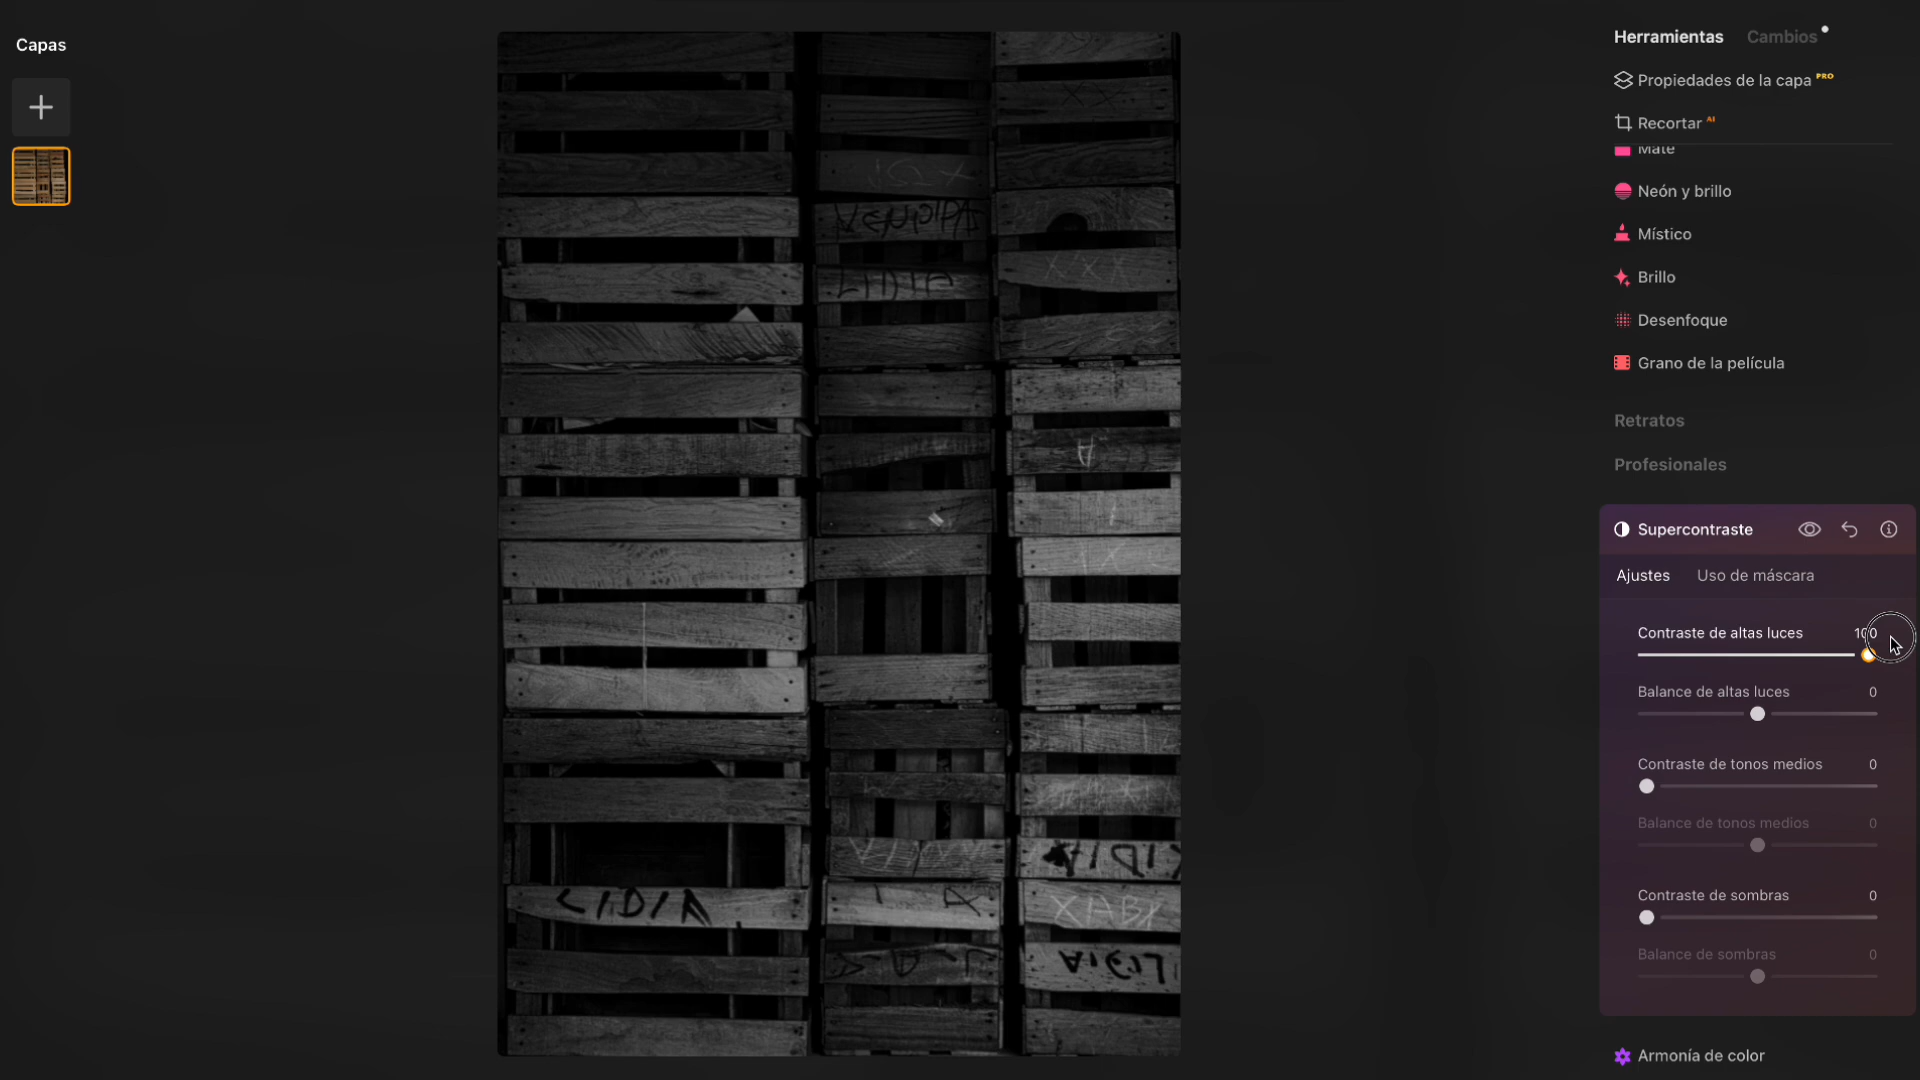 Capas
Herramientas
Cambios
Propiedades de la capa PRO
Recortar AI
Mate
Neón y brillo
Místico
Brillo
Desenfoque
Grano de la película
Retratos
Profesionales
Supercontraste
Ajustes
Uso de máscara
Contraste de altas luces 100
Balance de altas luces 0
Contraste de tonos medios 0
Balance de tonos medios 0
Contraste de sombras 0
Balance de sombras 0
Armonía de color
LIDIA